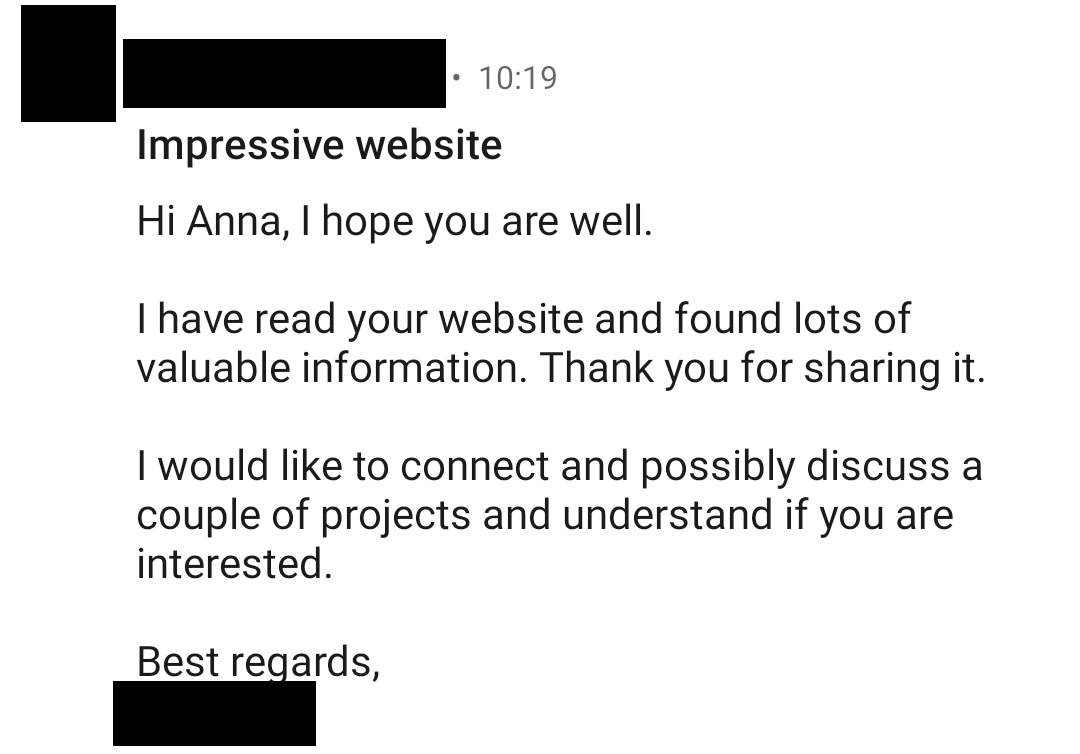 • 10:19
Impressive website
Hi Anna, I hope you are well.
I have read your website and found lots of
valuable information. Thank you for sharing it.
I would like to connect and possibly discuss a
couple of projects and understand if you are
interested.
Best regards,